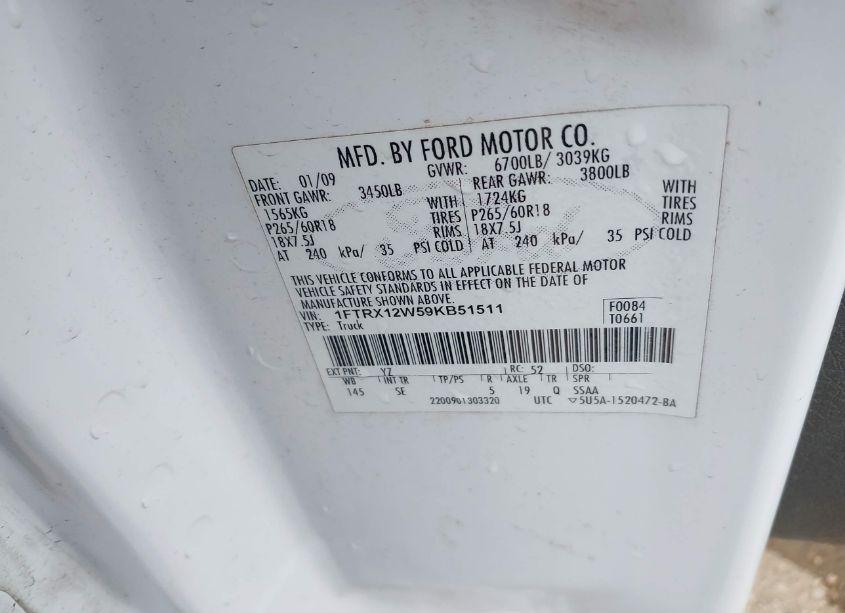 MFD. BY FORD MOTOR CO.
DATE: 01/09 GVWR: 6700LB/ 3039KG
FRONT GAWR: 3450LB REAR GAWR: 3800LB
1565KG WITH 1724KG WITH
P265/60R18 TIRES P265/60R18 TIRES
18X7.5J RIMS 18X7.5J RIMS
AT 240 kPa/ 35 PSI COLD AT 240 kPa/ 35 PSI COLD
THIS VEHICLE CONFORMS TO ALL APPLICABLE FEDERAL MOTOR
VEHICLE SAFETY STANDARDS IN EFFECT ON THE DATE OF
MANUFACTURE SHOWN ABOVE.
VIN: 1FTRX12W59KB51511 F0084
TYPE: Truck T0661
EXT PNT: YZ RC: 52 DSO:
WB INT TR TP/PS R AXLE TR SPR
145 SE 5 19 Q SSAA
2200901303320 UTC ▽5U5A-1520472-BA